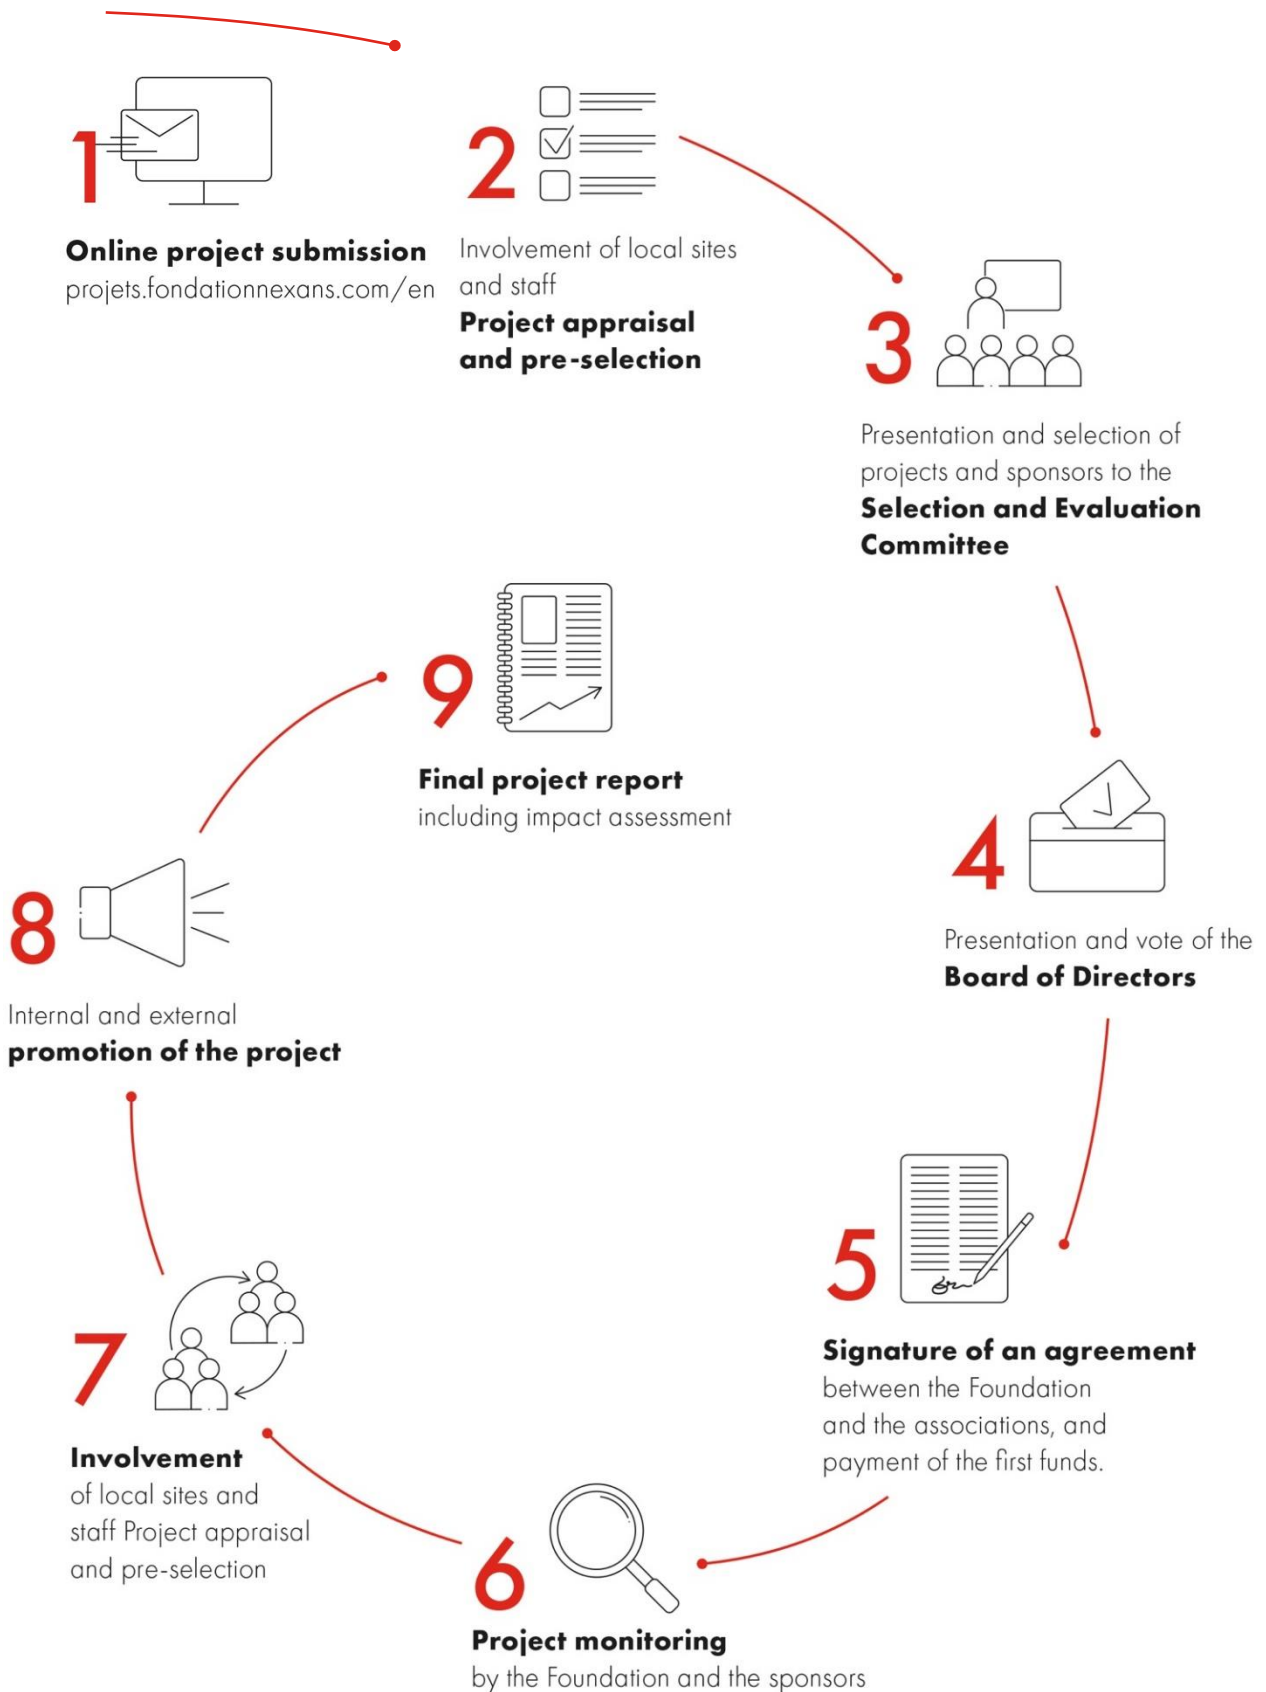 1
Online project submission
projets.fondationnexans.com/en
2
Involvement of local sites
and staff
Project appraisal
and pre-selection
3
Presentation and selection of
projects and sponsors to the
Selection and Evaluation
Committee
4
Presentation and vote of the
Board of Directors
5
Signature of an agreement
between the Foundation
and the associations, and
payment of the first funds.
6
Project monitoring
by the Foundation and the sponsors
7
Involvement
of local sites and
staff Project appraisal
and pre-selection
8
Internal and external
promotion of the project
9
Final project report
including impact assessment